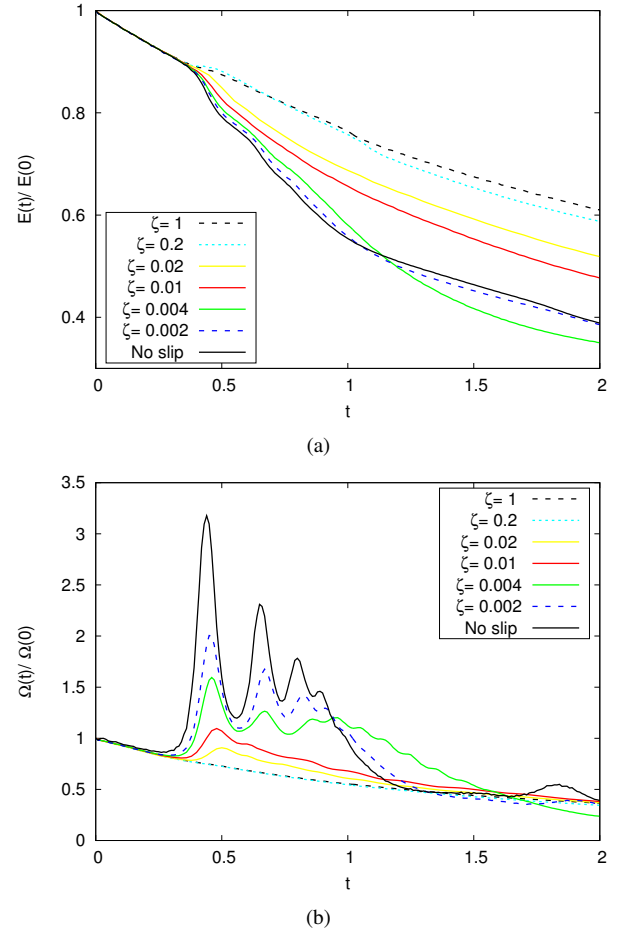 1
0.8
0.6
0.4
E(t)/ E(0)
ζ= 1
ζ= 0.2
ζ= 0.02
ζ= 0.01
ζ= 0.004
ζ= 0.002
No slip
0 0.5 1 1.5 2
t
(a)
3.5
3
2.5
2
1.5
1
0.5
0
Ω(t)/ Ω(0)
ζ= 1
ζ= 0.2
ζ= 0.02
ζ= 0.01
ζ= 0.004
ζ= 0.002
No slip
0 0.5 1 1.5 2
t
(b)